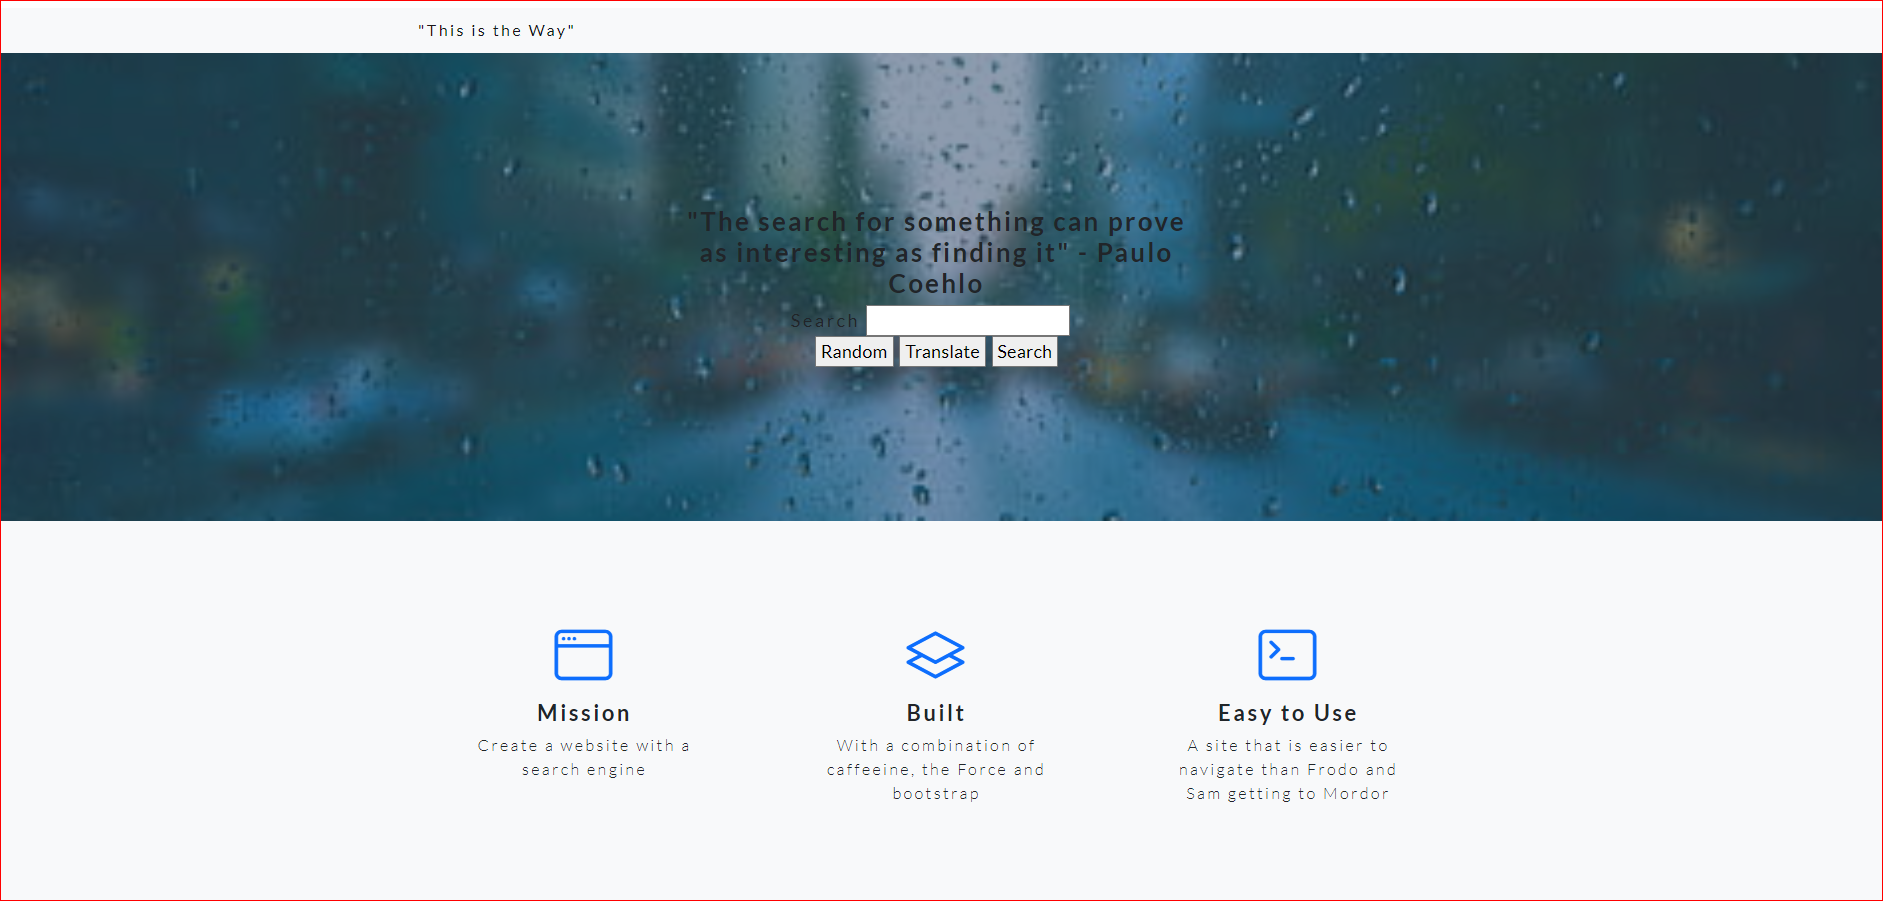 "This is the Way"
"The search for something can prove
as interesting as finding it" - Paulo
Coehlo
Search
Random Translate Search
Mission
Create a website with a
search engine
Built
With a combination of
caffeeine, the Force and
bootstrap
Easy to Use
A site that is easier to
navigate than Frodo and
Sam getting to Mordor